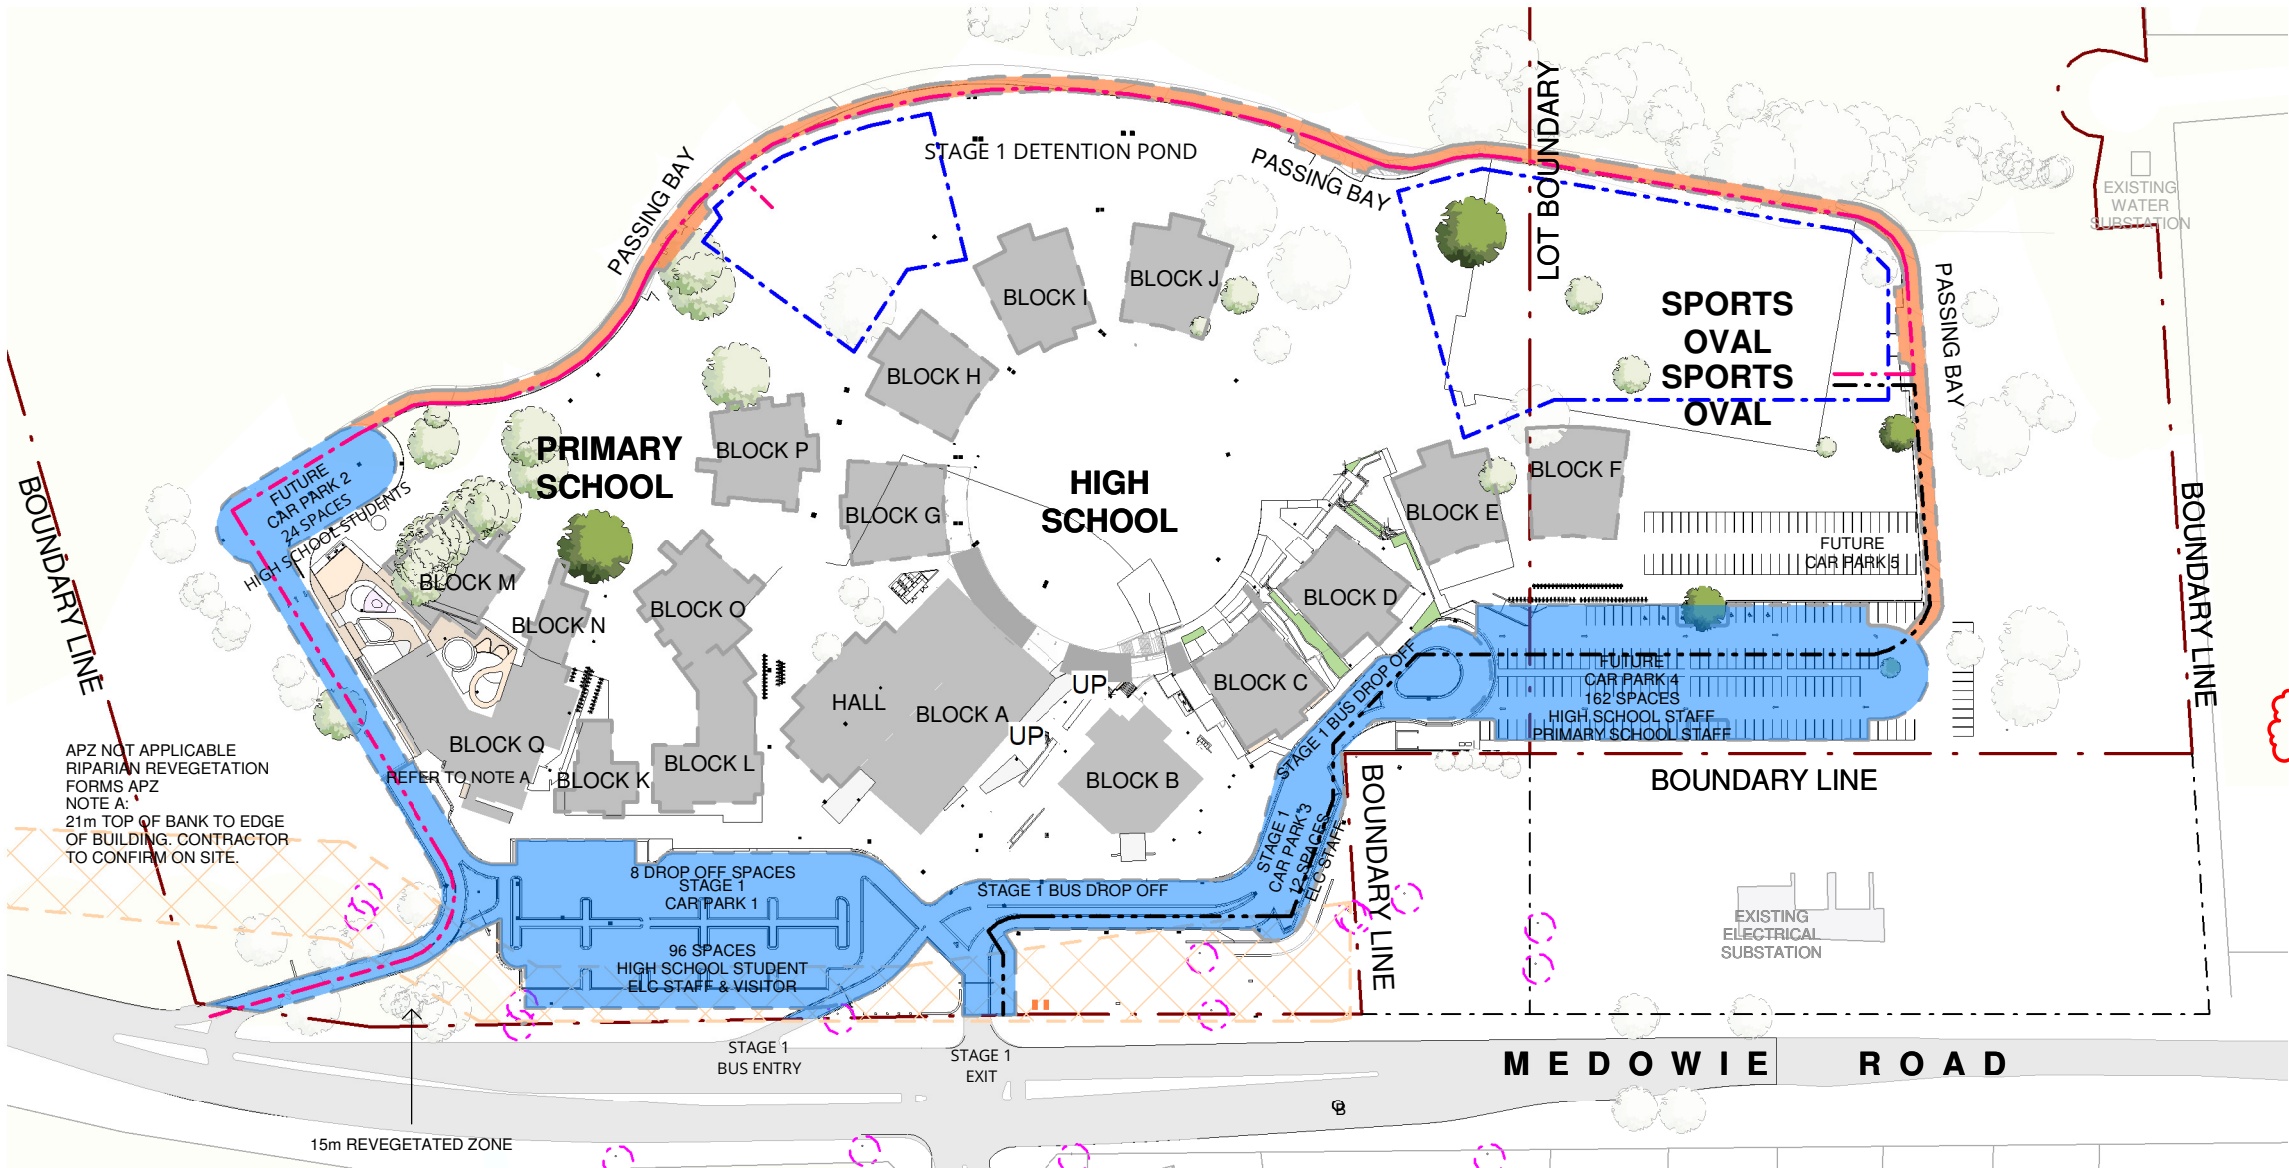 STAGE 1 DETENTION POND
PASSING BAY
PASSING BAY
LOT BOUNDARY
EXISTING
WATER
SUBSTATION
PASSING BAY
BLOCK I
BLOCK J
SPORTS
OVAL
SPORTS
OVAL
BLOCK H
PRIMARY
SCHOOL
BLOCK P
BLOCK G
HIGH
SCHOOL
BLOCK E
BLOCK F
FUTURE
CAR PARK 2
24 SPACES
HIGH SCHOOL STUDENTS
BOUNDARY LINE
BOUNDARY LINE
FUTURE
CAR PARK 5
BLOCK M
BLOCK N
BLOCK O
BLOCK D
BLOCK C
HALL
BLOCK A
UP
UP
BLOCK B
STAGE 1 BUS DROP OFF
FUTURE
CAR PARK 4
162 SPACES
HIGH SCHOOL STAFF
PRIMARY SCHOOL STAFF
BLOCK Q
REFER TO NOTE A
BLOCK K
BLOCK L
BOUNDARY LINE
BOUNDARY LINE
APZ NOT APPLICABLE
RIPARIAN REVEGETATION
FORMS APZ
NOTE A:
21m TOP OF BANK TO EDGE
OF BUILDING. CONTRACTOR
TO CONFIRM ON SITE.
STAGE 1
CAR PARK 3
12 SPACES
ELC STAFF
8 DROP OFF SPACES
STAGE 1
CAR PARK 1
STAGE 1 BUS DROP OFF
96 SPACES
HIGH SCHOOL STUDENT
ELC STAFF & VISITOR
EXISTING
ELECTRICAL
SUBSTATION
STAGE 1
BUS ENTRY
STAGE 1
EXIT
MEDOWIE ROAD
15m REVEGETATED ZONE